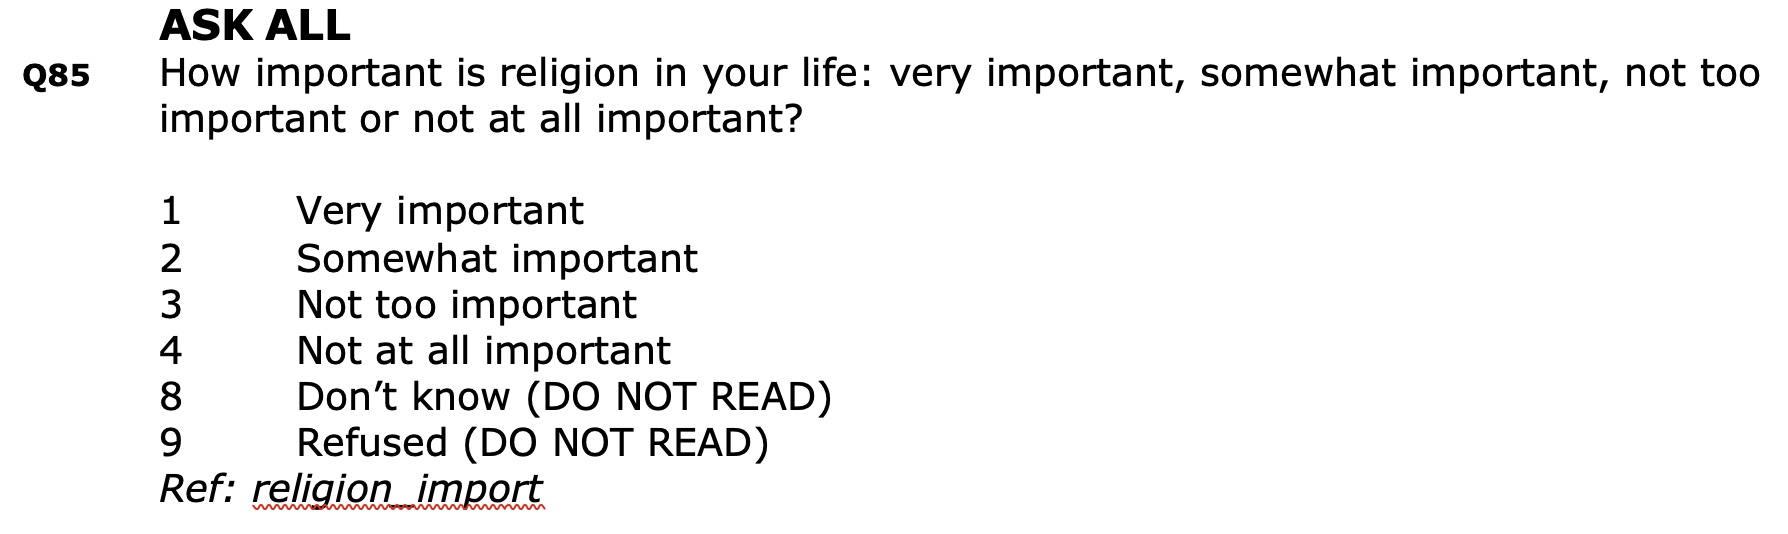 ASK ALL
Q85 How important is religion in your life: very important, somewhat important, not too
important or not at all important?
1 Very important
2 Somewhat important
3 Not too important
4 Not at all important
8 Don’t know (DO NOT READ)
9 Refused (DO NOT READ)
Ref: religion_import